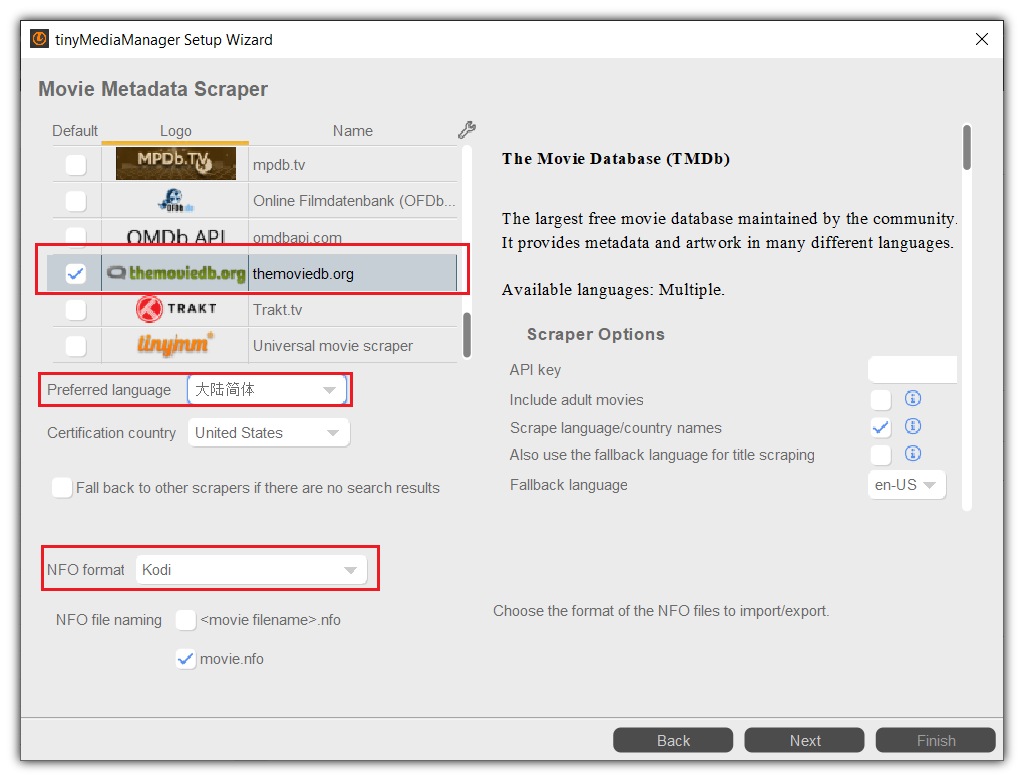 tinyMediaManager Setup Wizard
Movie Metadata Scraper
Default Logo Name
MPDb.TV mpdb.tv
OFDb.de Online Filmdatenbank (OFDb...
OMDb API omdbapi.com
themoviedb.org themoviedb.org
TRAKT Trakt.tv
tinymm Universal movie scraper
Preferred language 大陆简体
Certification country United States
Fall back to other scrapers if there are no search results
NFO format Kodi
NFO file naming <movie filename>.nfo
movie.nfo
The Movie Database (TMDb)
The largest free movie database maintained by the community.
It provides metadata and artwork in many different languages.
Available languages: Multiple.
Scraper Options
API key
Include adult movies
Scrape language/country names
Also use the fallback language for title scraping
Fallback language en-US
Choose the format of the NFO files to import/export.
Back Next Finish